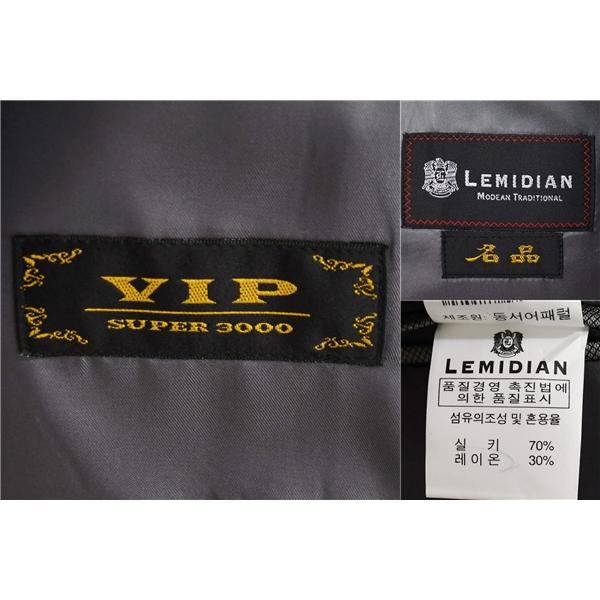 VIP
SUPER 3000
LEMIDIAN
MODEAN TRADITIONAL
名品
제조원: 동서어패럴
LEMIDIAN
품질경영 촉진법에
의한 품질표시
섬유의조성 및 혼용율
실 키 70%
레이온 30%